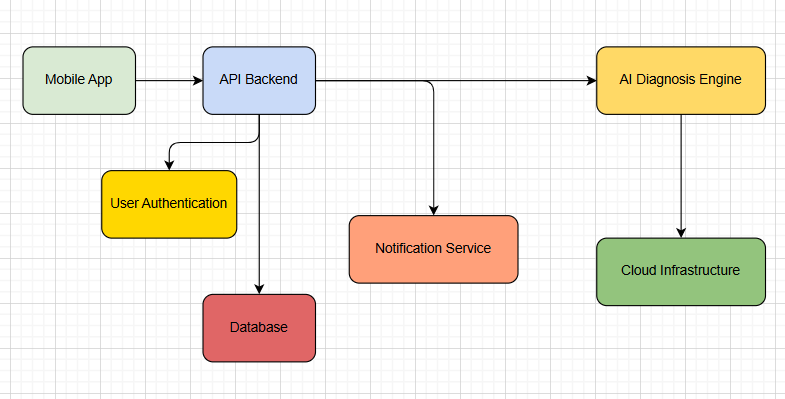 Mobile App
API Backend
AI Diagnosis Engine
User Authentication
Notification Service
Cloud Infrastructure
Database